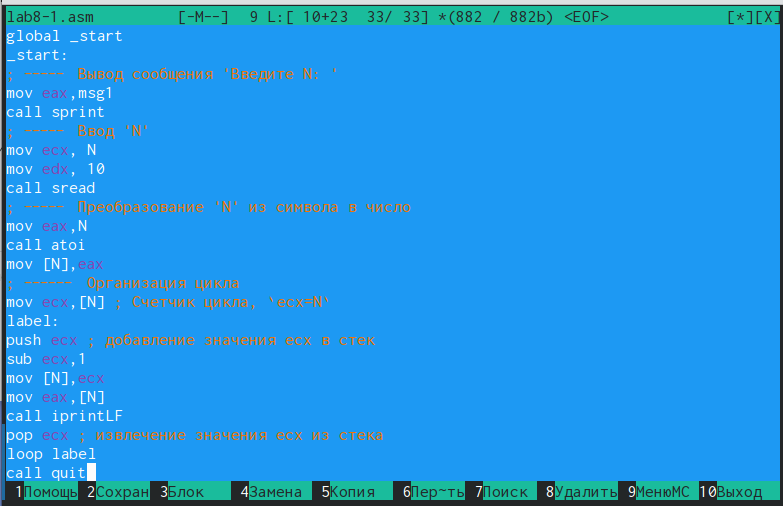 lab8-1.asm [-M--] 9 L:[ 10+23 33/ 33] *(882 / 882b) <EOF> [*][X]
global _start
_start:
; ----- Вывод сообщения 'Введите N: '
mov eax,msg1
call sprint
; ----- Ввод 'N'
mov ecx, N
mov edx, 10
call sread
; ----- Преобразование 'N' из символа в число
mov eax,N
call atoi
mov [N],eax
; ------ Организация цикла
mov ecx,[N] ; Счетчик цикла, `ecx=N`
label:
push ecx ; добавление значения ecx в стек
sub ecx,1
mov [N],ecx
mov eax,[N]
call iprintLF
pop ecx ; извлечение значения ecx из стека
loop label
call quit
1Помощь 2Сохран 3Блок 4Замена 5Копия 6Пер~ть 7Поиск 8Удалить 9МенюМС 10Выход